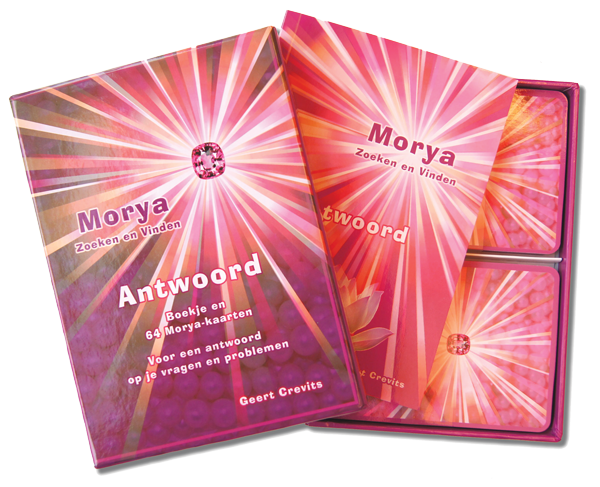 Morya
Zoeken en Vinden
Antwoord
Boekje en
64 Morya-kaarten
Voor een antwoord
op je vragen en problemen
Geert Crevits
Morya
Zoeken en Vinden
twoord
t Crevits